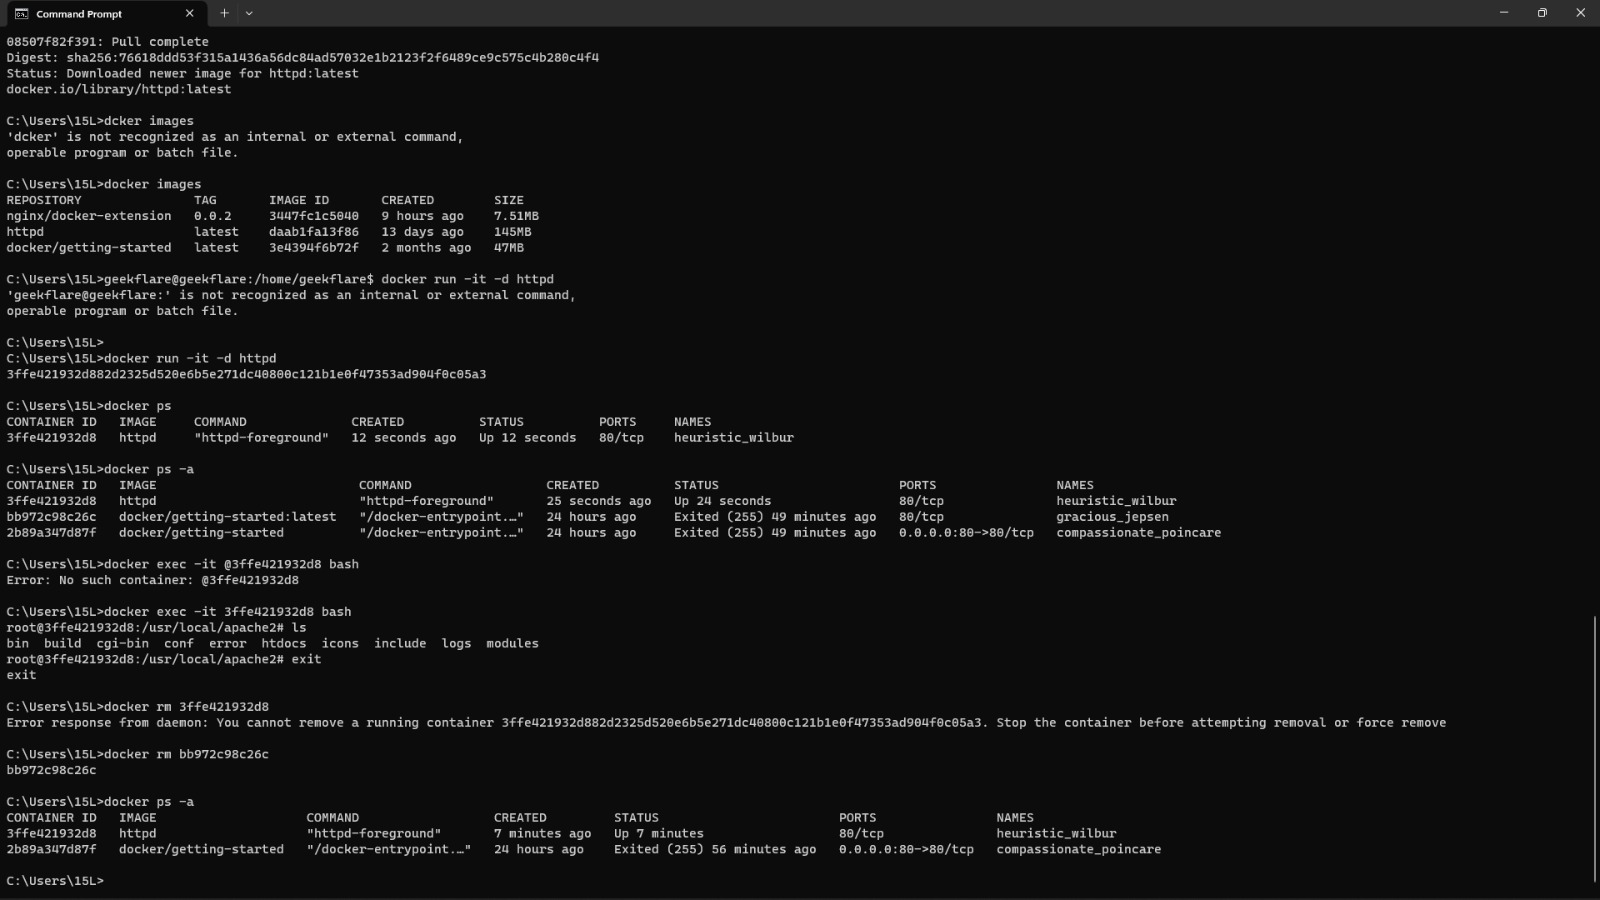 Command Prompt
08507f82f391: Pull complete
Digest: sha256:76618ddd53f315a1436a56dc84ad57032e1b2123f2f6489ce9c575c4b280c4f4
Status: Downloaded newer image for httpd:latest
docker.io/library/httpd:latest
C:\Users\15L>dcker images
'dcker' is not recognized as an internal or external command,
operable program or batch file.
C:\Users\15L>docker images
REPOSITORY TAG IMAGE ID CREATED SIZE
nginx/docker-extension 0.0.2 3447fc1c5040 9 hours ago 7.51MB
httpd latest daab1fa13f86 13 days ago 145MB
docker/getting-started latest 3e4394f6b72f 2 months ago 47MB
C:\Users\15L>geekflare@geekflare:/home/geekflare$ docker run -it -d httpd
'geekflare@geekflare:' is not recognized as an internal or external command,
operable program or batch file.
C:\Users\15L>
C:\Users\15L>docker run -it -d httpd
3ffe421932d882d2325d520e6b5e271dc40800c121b1e0f47353ad904f0c05a3
C:\Users\15L>docker ps
CONTAINER ID IMAGE COMMAND CREATED STATUS PORTS NAMES
3ffe421932d8 httpd "httpd-foreground" 12 seconds ago Up 12 seconds 80/tcp heuristic_wilbur
C:\Users\15L>docker ps -a
CONTAINER ID IMAGE COMMAND CREATED STATUS PORTS NAMES
3ffe421932d8 httpd "httpd-foreground" 25 seconds ago Up 24 seconds 80/tcp heuristic_wilbur
bb972c98c26c docker/getting-started:latest "/docker-entrypoint.…" 24 hours ago Exited (255) 49 minutes ago 80/tcp gracious_jepsen
2b89a347d87f docker/getting-started "/docker-entrypoint.…" 24 hours ago Exited (255) 49 minutes ago 0.0.0.0:80->80/tcp compassionate_poincare
C:\Users\15L>docker exec -it @3ffe421932d8 bash
Error: No such container: @3ffe421932d8
C:\Users\15L>docker exec -it 3ffe421932d8 bash
root@3ffe421932d8:/usr/local/apache2# ls
bin build cgi-bin conf error htdocs icons include logs modules
root@3ffe421932d8:/usr/local/apache2# exit
exit
C:\Users\15L>docker rm 3ffe421932d8
Error response from daemon: You cannot remove a running container 3ffe421932d882d2325d520e6b5e271dc40800c121b1e0f47353ad904f0c05a3. Stop the container before attempting removal or force remove
C:\Users\15L>docker rm bb972c98c26c
bb972c98c26c
C:\Users\15L>docker ps -a
CONTAINER ID IMAGE COMMAND CREATED STATUS PORTS NAMES
3ffe421932d8 httpd "httpd-foreground" 7 minutes ago Up 7 minutes 80/tcp heuristic_wilbur
2b89a347d87f docker/getting-started "/docker-entrypoint.…" 24 hours ago Exited (255) 56 minutes ago 0.0.0.0:80->80/tcp compassionate_poincare
C:\Users\15L>